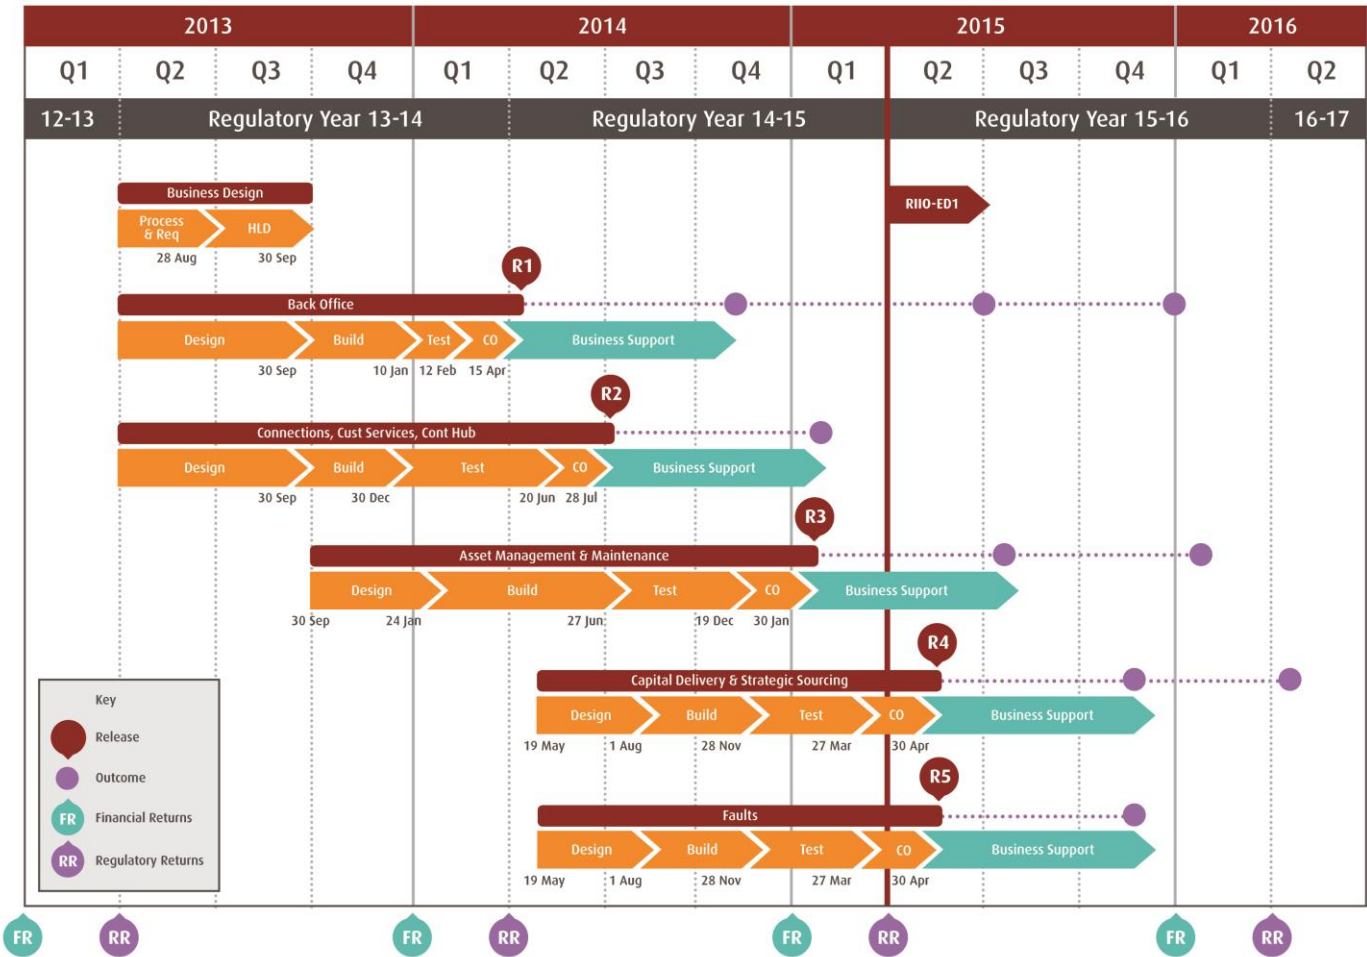 2013 2014 2015 2016
Q1 Q2 Q3 Q4 Q1 Q2 Q3 Q4 Q1 Q2 Q3 Q4 Q1 Q2
12-13 Regulatory Year 13-14 Regulatory Year 14-15 Regulatory Year 15-16 16-17
Business Design
RIIO-ED1
Process
& Req
HLD
28 Aug 30 Sep
R1
Back Office
Design Build Test CO Business Support
30 Sep 10 Jan 12 Feb 15 Apr
R2
Connections, Cust Services, Cont Hub
Design Build Test CO Business Support
30 Sep 30 Dec 20 Jun 28 Jul
R3
Asset Management & Maintenance
Design Build Test CO Business Support
30 Sep 24 Jan 27 Jun 19 Dec 30 Jan
R4
Capital Delivery & Strategic Sourcing
Design Build Test CO Business Support
19 May 1 Aug 28 Nov 27 Mar 30 Apr
R5
Faults
Design Build Test CO Business Support
19 May 1 Aug 28 Nov 27 Mar 30 Apr
Key
Release
Outcome
FR Financial Returns
RR Regulatory Returns
FR RR FR RR FR RR FR RR